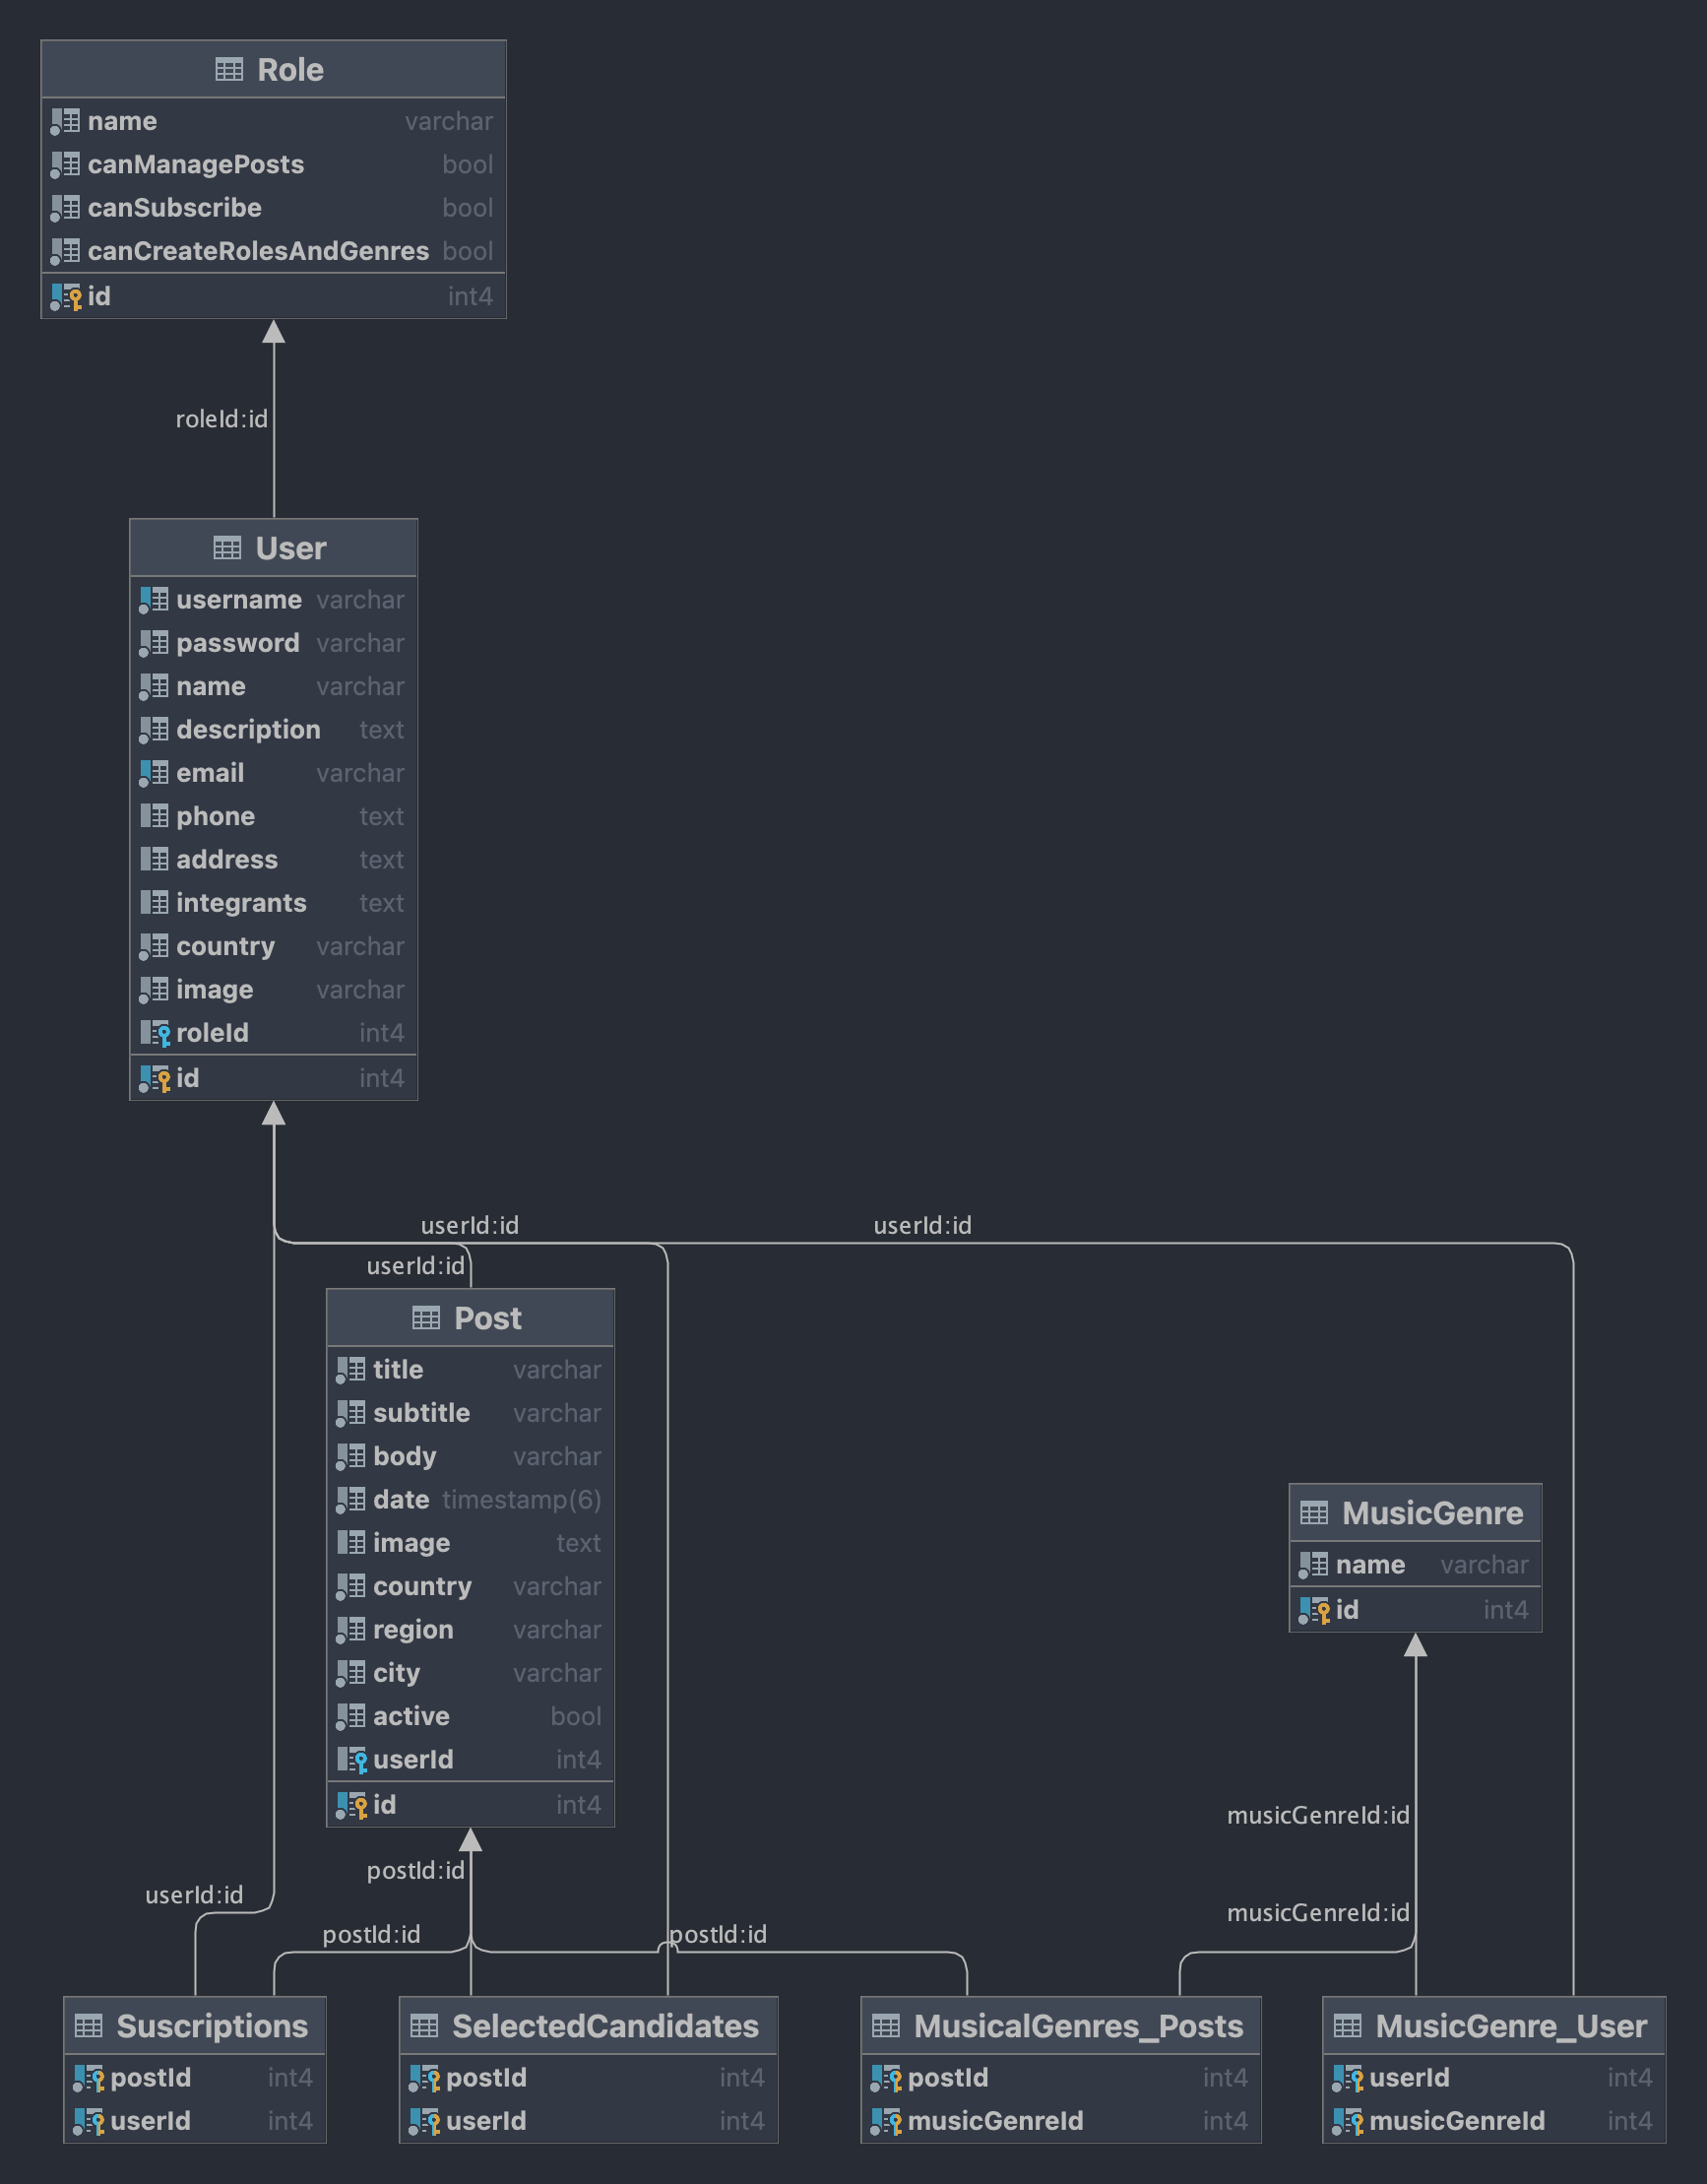 Role
name varchar
canManagePosts bool
canSubscribe bool
canCreateRolesAndGenres bool
id int4
roleId:id
User
username varchar
password varchar
name varchar
description text
email varchar
phone text
address text
integrants text
country varchar
image varchar
roleId int4
id int4
userId:id
userId:id
userId:id
Post
title varchar
subtitle varchar
body varchar
date timestamp(6)
image text
country varchar
region varchar
city varchar
active bool
userId int4
id int4
MusicGenre
name varchar
id int4
musicGenreId:id
postId:id
userId:id
musicGenreId:id
postId:id
postId:id
Suscriptions
postId int4
userId int4
SelectedCandidates
postId int4
userId int4
MusicalGenres_Posts
postId int4
musicGenreId int4
MusicGenre_User
userId int4
musicGenreId int4